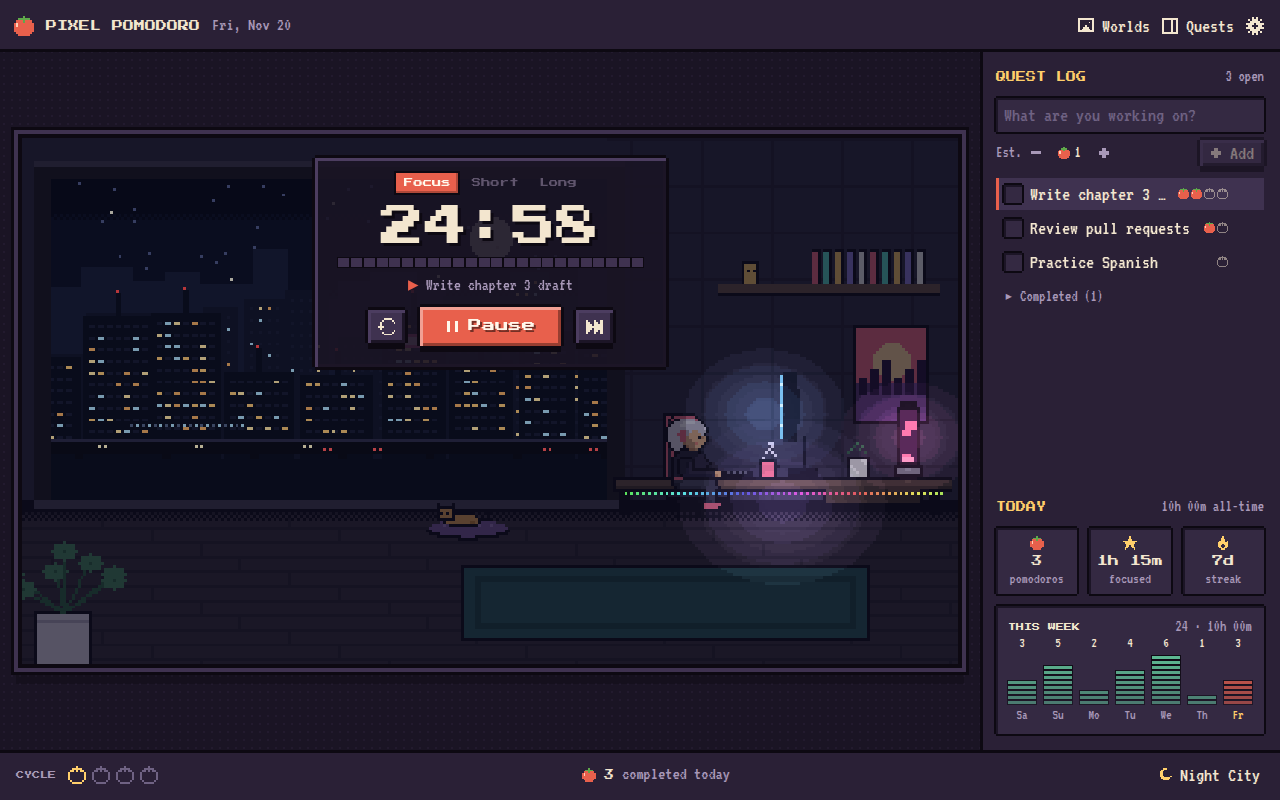 PIXEL POMODORO Fri, Nov 20
Worlds Quests
Focus Short Long
24:58
Write chapter 3 draft
Pause
QUEST LOG 3 open
What are you working on?
Est. 1 Add
Write chapter 3 …
Review pull requests
Practice Spanish
Completed (1)
TODAY 10h 00m all-time
3 1h 15m 7d
pomodoros focused streak
THIS WEEK 24 · 10h 00m
3 5 2 4 6 1 3
Sa Su Mo Tu We Th Fr
CYCLE
3 completed today
Night City